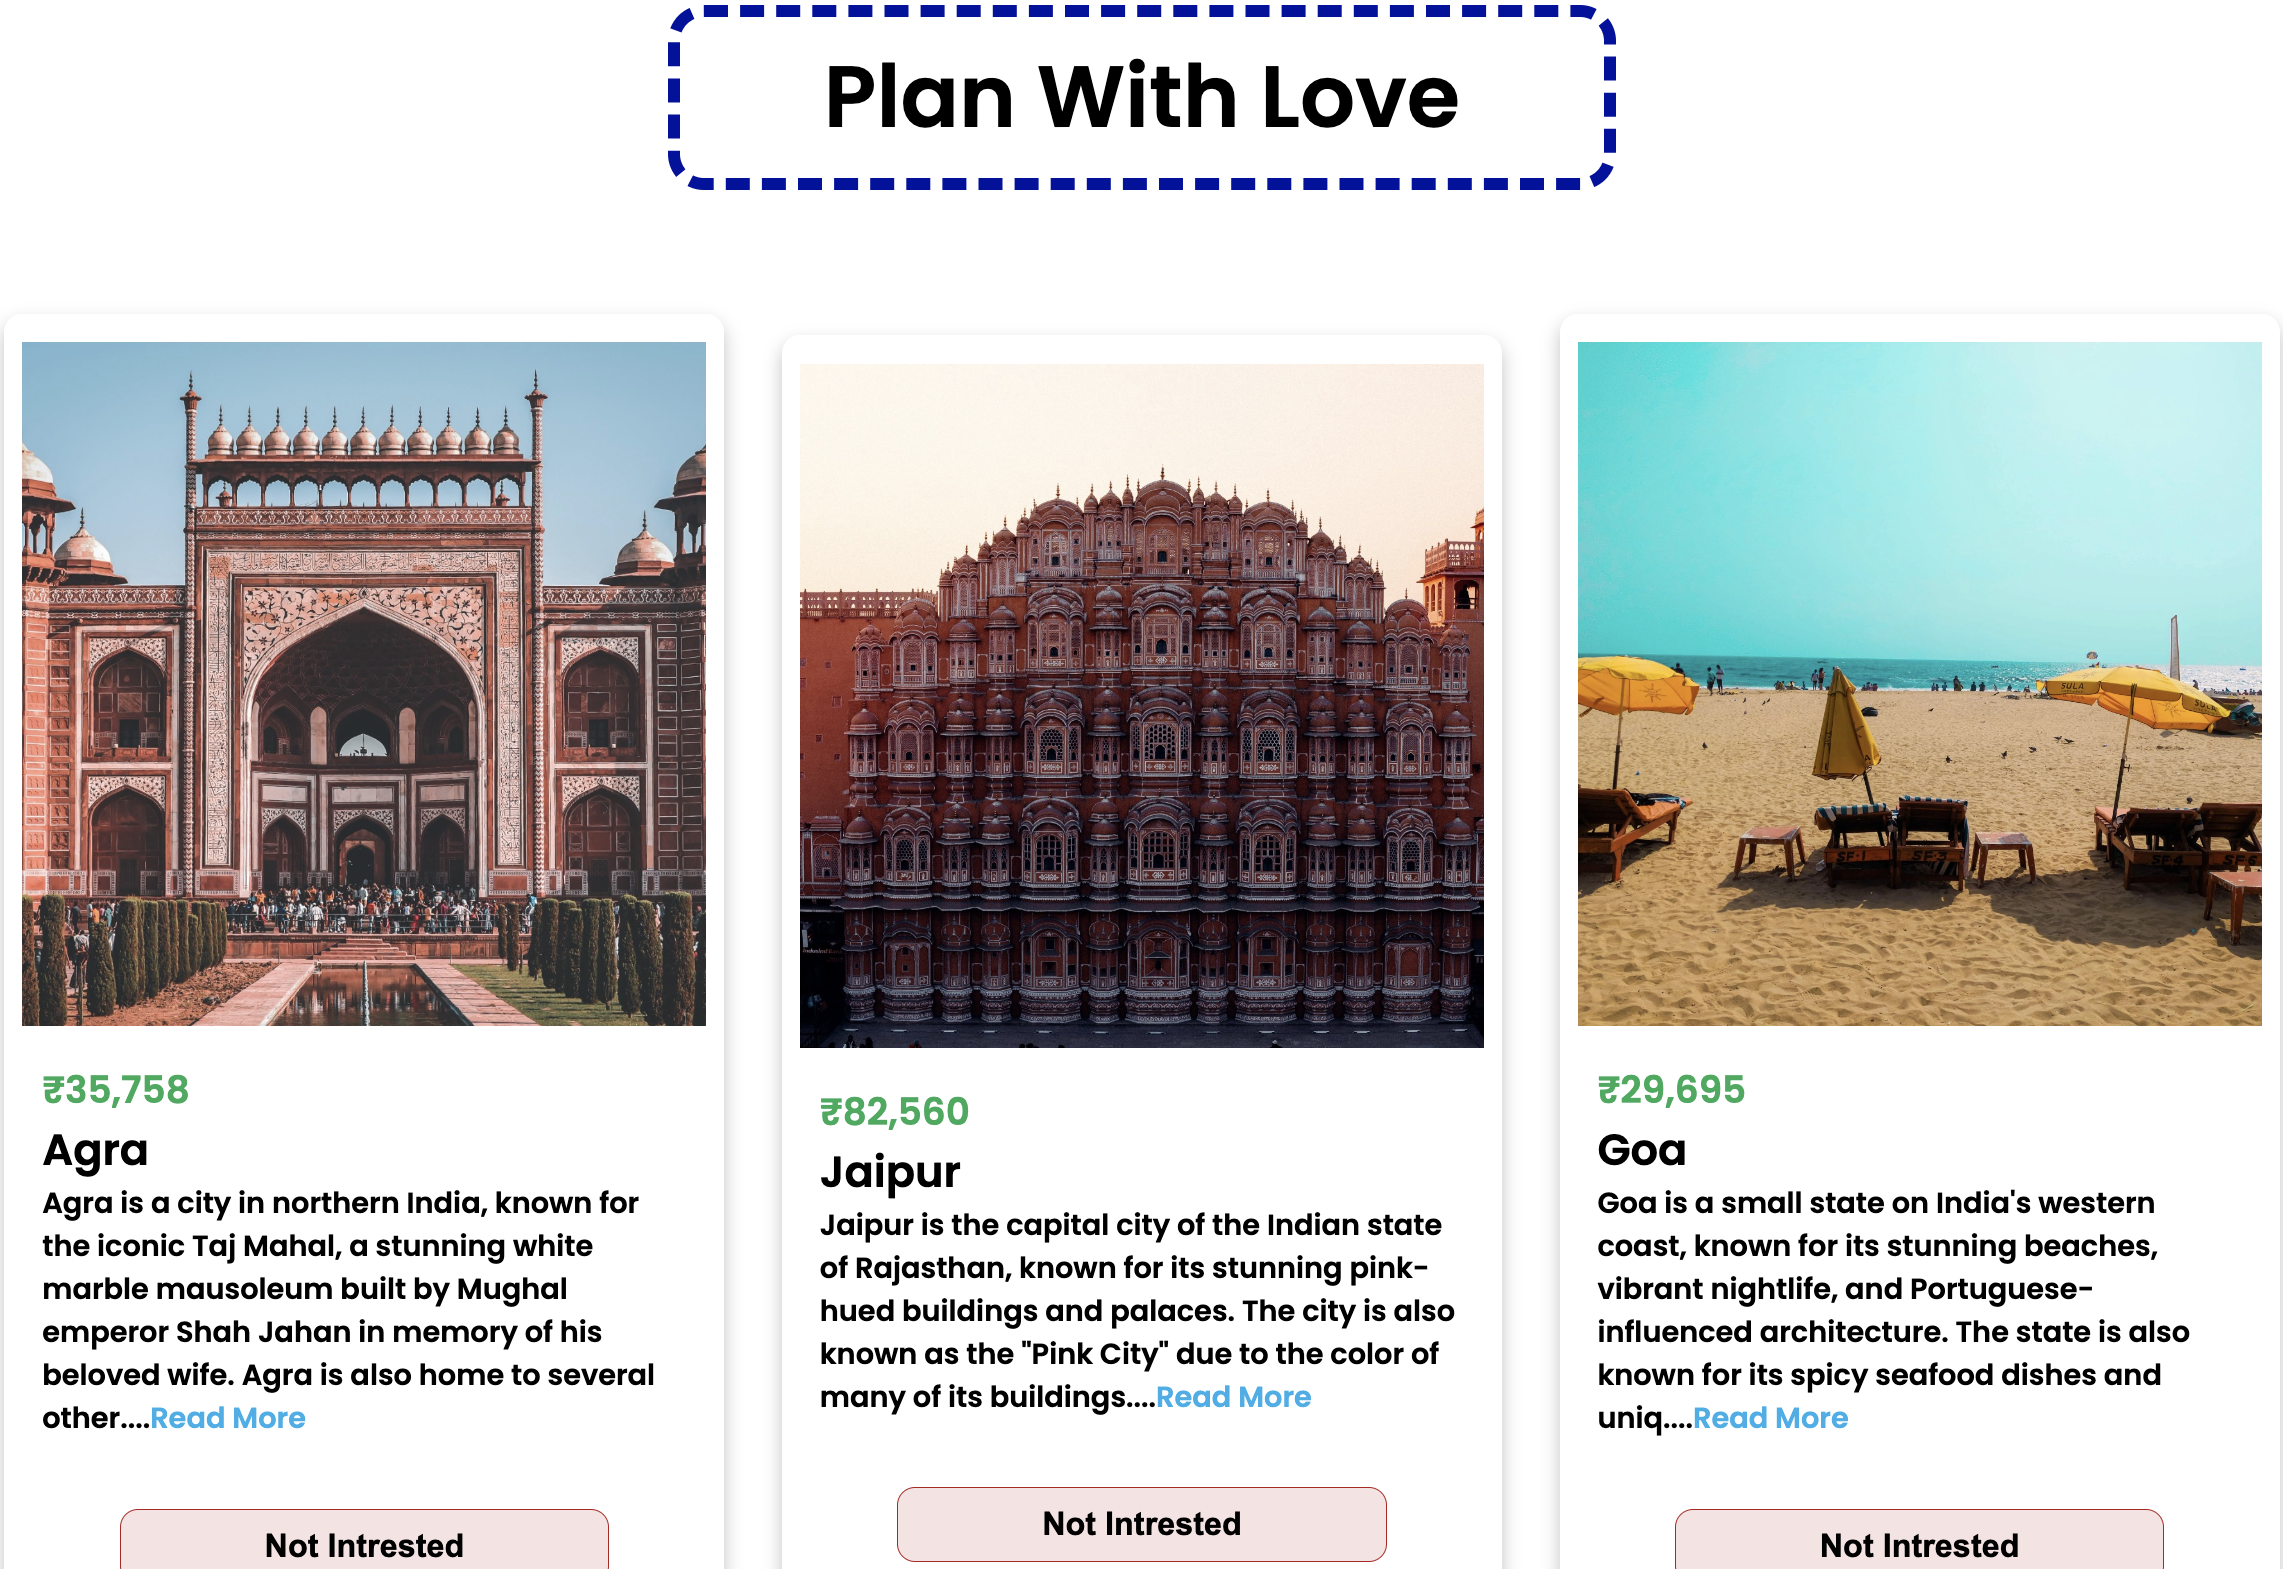 Plan With Love
₹35,758
Agra
Agra is a city in northern India, known for
the iconic Taj Mahal, a stunning white
marble mausoleum built by Mughal
emperor Shah Jahan in memory of his
beloved wife. Agra is also home to several
other....Read More
Not Intrested
₹82,560
Jaipur
Jaipur is the capital city of the Indian state
of Rajasthan, known for its stunning pink-
hued buildings and palaces. The city is also
known as the "Pink City" due to the color of
many of its buildings....Read More
Not Intrested
SULA
SULA
SF-1
SF-4
₹29,695
Goa
Goa is a small state on India's western
coast, known for its stunning beaches,
vibrant nightlife, and Portuguese-
influenced architecture. The state is also
known for its spicy seafood dishes and
uniq....Read More
Not Intrested